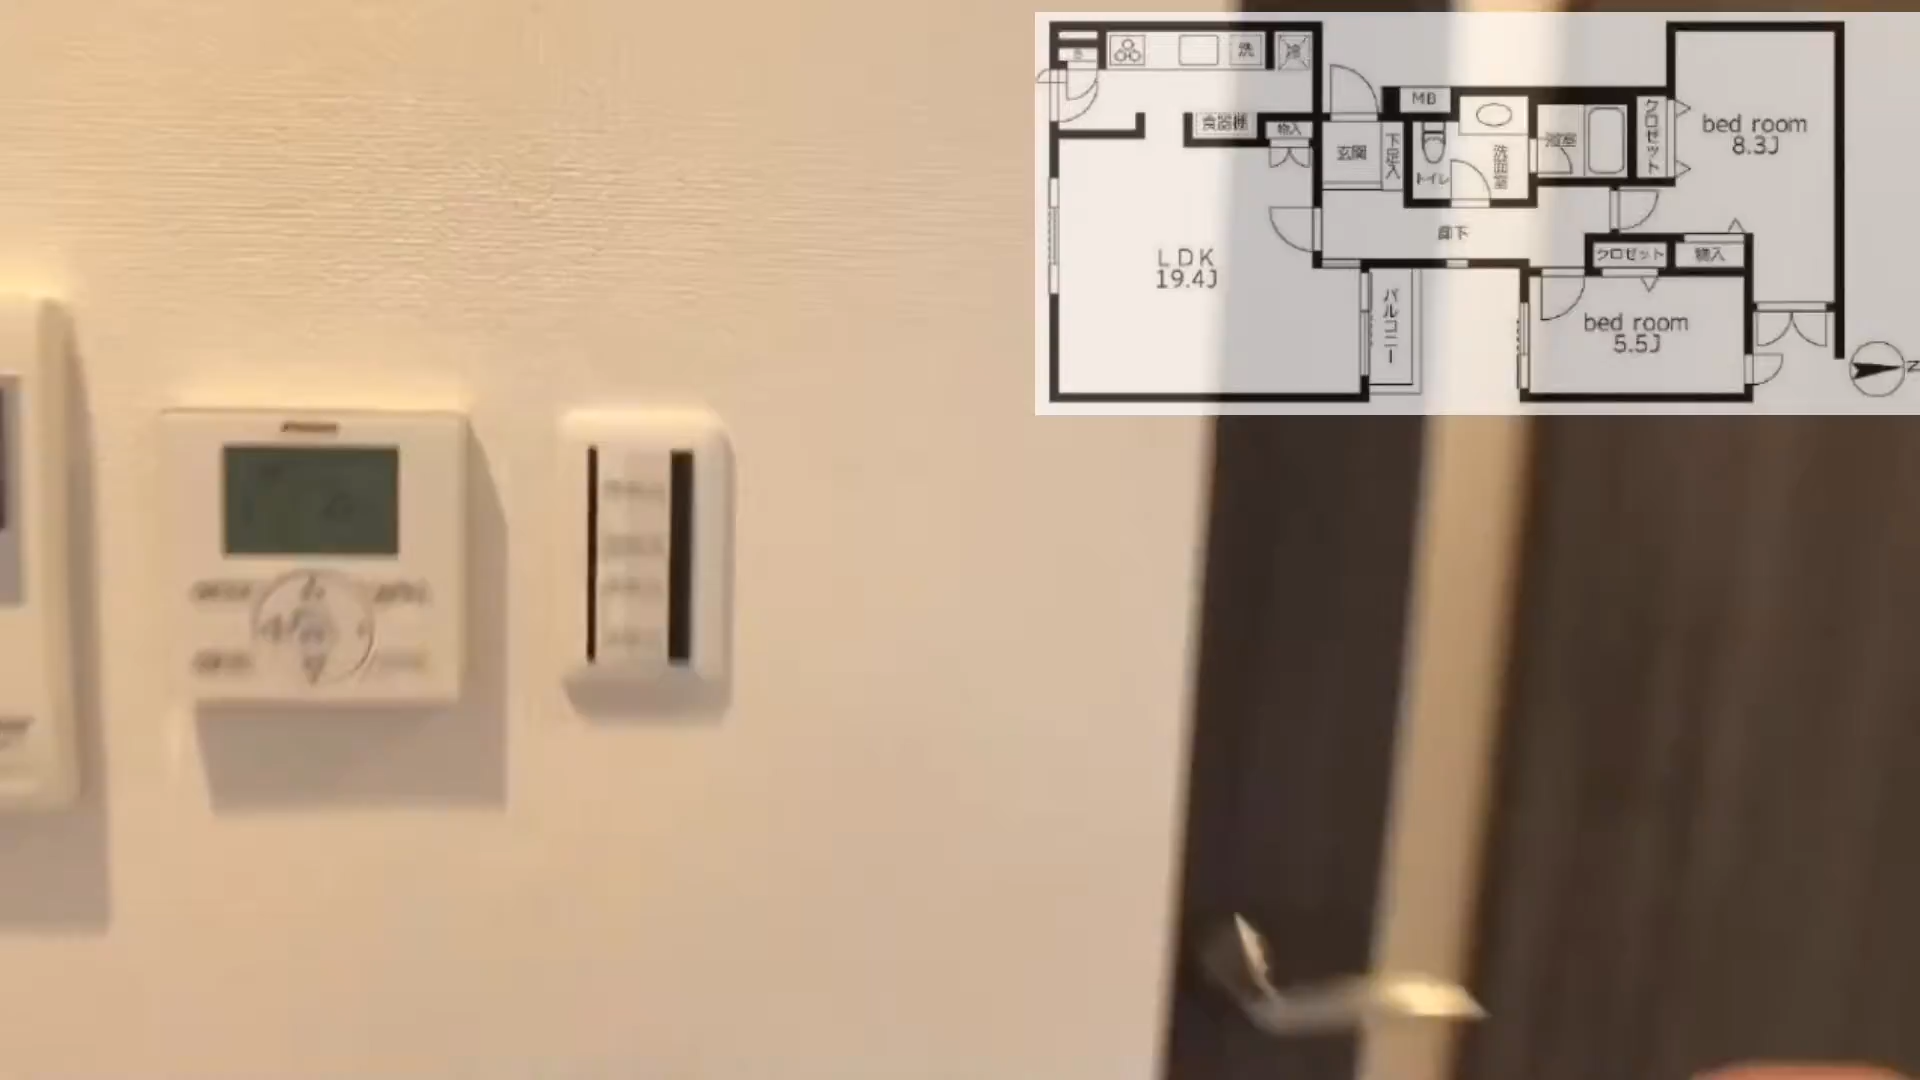 洗
冷
MB
食器棚
物入
玄関
下足入
トイレ
洗面室
浴室
クロゼット
bed room
8.3J
廊下
LDK
19.4J
バルコニー
クロゼット
物入
bed room
5.5J
N